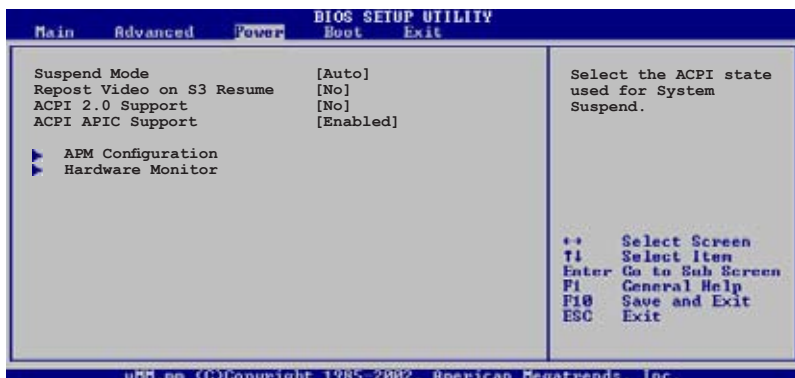 BIOS SETUP UTILITY
Main Advanced Power Boot Exit
Suspend Mode [Auto]
Repost Video on S3 Resume [No]
ACPI 2.0 Support [No]
ACPI APIC Support [Enabled]
APM Configuration
Hardware Monitor
Select the ACPI state
used for System
Suspend.
↔ Select Screen
↑↓ Select Item
Enter Go to Sub Screen
F1 General Help
F10 Save and Exit
ESC Exit
(C)Copyright 1985-2002 American Megatrends Inc